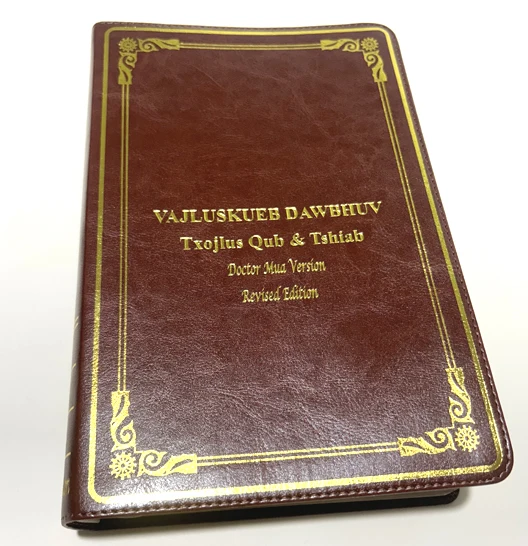 VAJLUSKUEB DAWBHUV
Txojlus Qub & Tshiab
Doctor Mua Version
Revised Edition